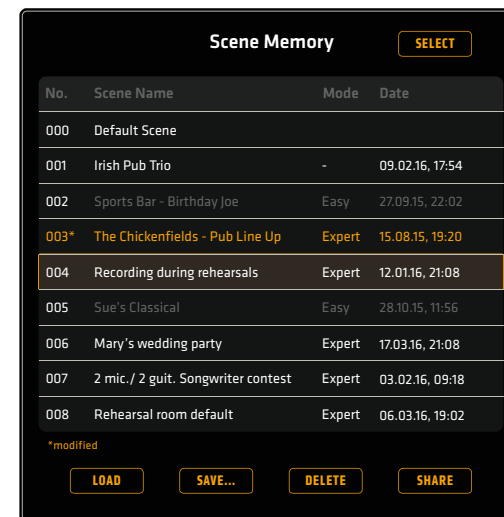 Scene Memory SELECT
No. Scene Name Mode Date
000 Default Scene
001 Irish Pub Trio - 09.02.16, 17:54
002 Sports Bar - Birthday Joe Easy 27.09.15, 22:02
003* The Chickenfields - Pub Line Up Expert 15.08.15, 19:20
004 Recording during rehearsals Expert 12.01.16, 21:08
005 Sue's Classical Easy 28.10.15, 11:56
006 Mary's wedding party Expert 17.03.16, 21:08
007 2 mic./ 2 guit. Songwriter contest Expert 03.02.16, 09:18
008 Rehearsal room default Expert 06.03.16, 19:02
*modified
LOAD SAVE... DELETE SHARE